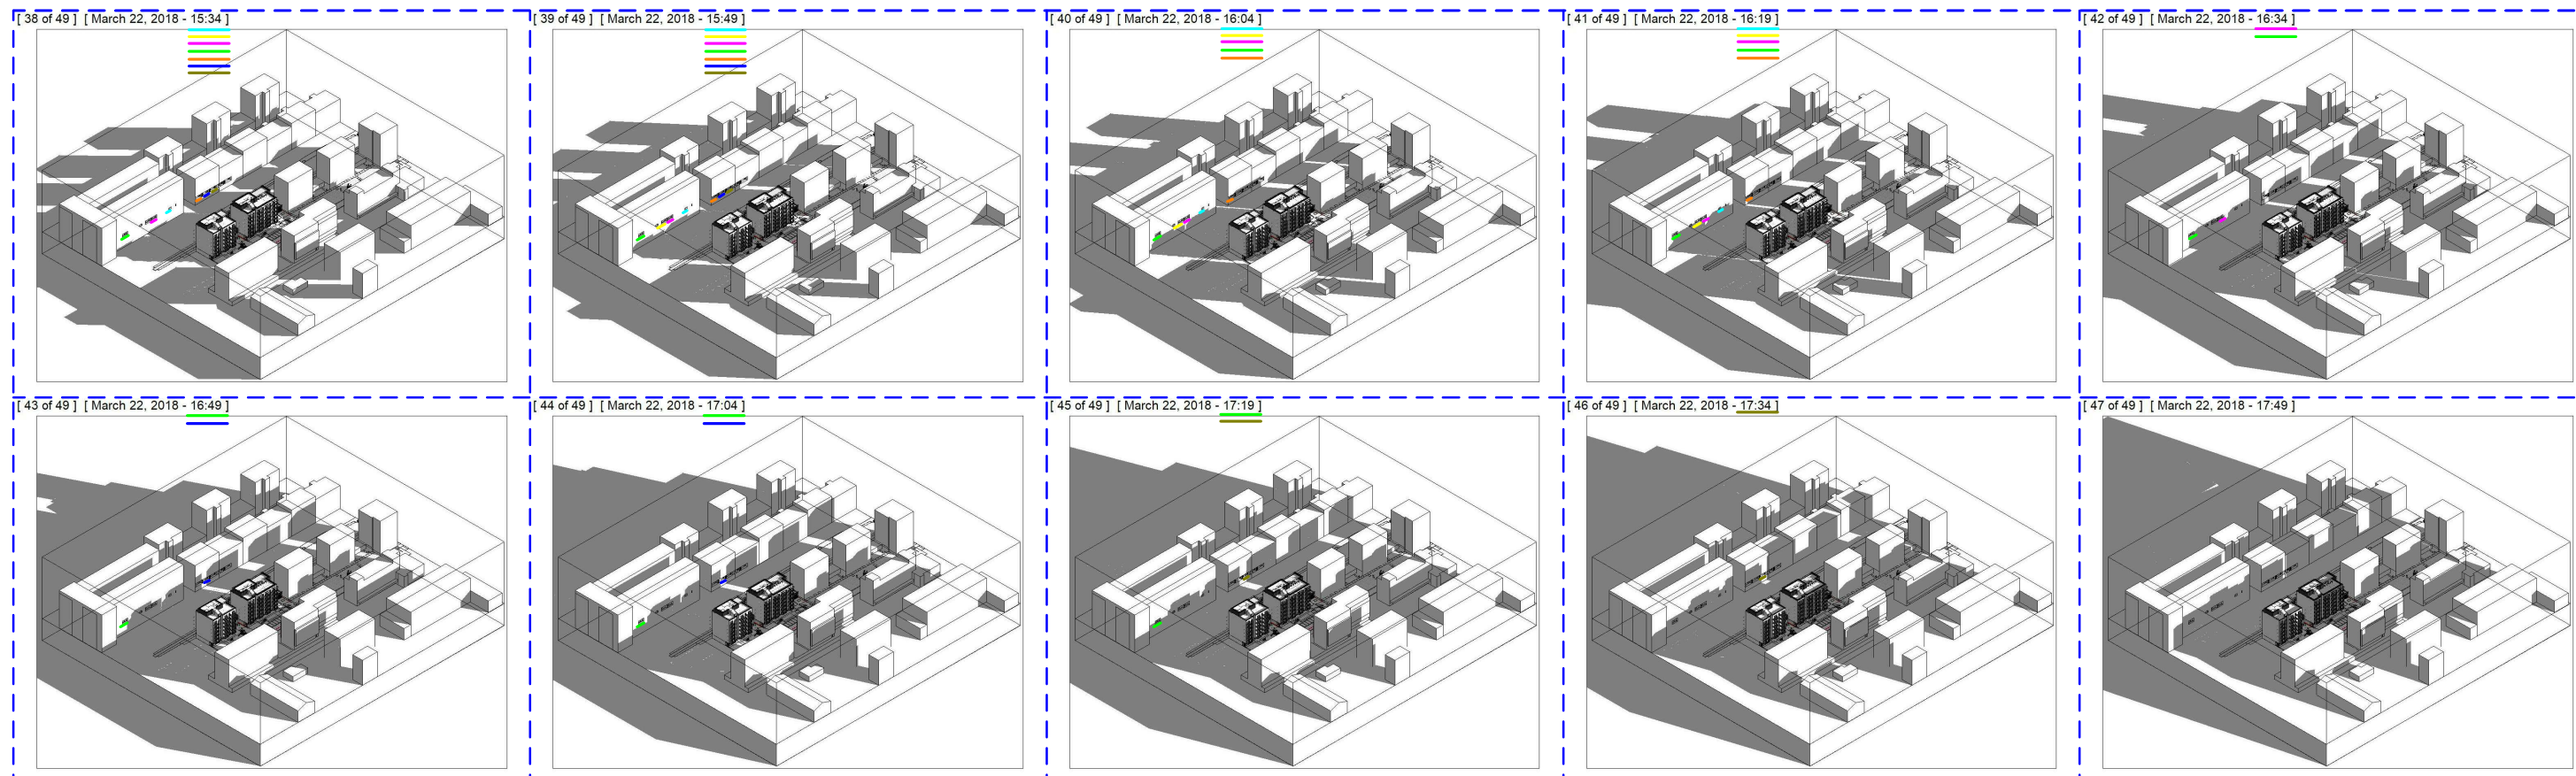 [ 38 of 49 ] [ March 22, 2018 - 15:34 ]
[ 39 of 49 ] [ March 22, 2018 - 15:49 ]
[ 40 of 49 ] [ March 22, 2018 - 16:04 ]
[ 41 of 49 ] [ March 22, 2018 - 16:19 ]
[ 42 of 49 ] [ March 22, 2018 - 16:34 ]
[ 43 of 49 ] [ March 22, 2018 - 16:49 ]
[ 44 of 49 ] [ March 22, 2018 - 17:04 ]
[ 45 of 49 ] [ March 22, 2018 - 17:19 ]
[ 46 of 49 ] [ March 22, 2018 - 17:34 ]
[ 47 of 49 ] [ March 22, 2018 - 17:49 ]